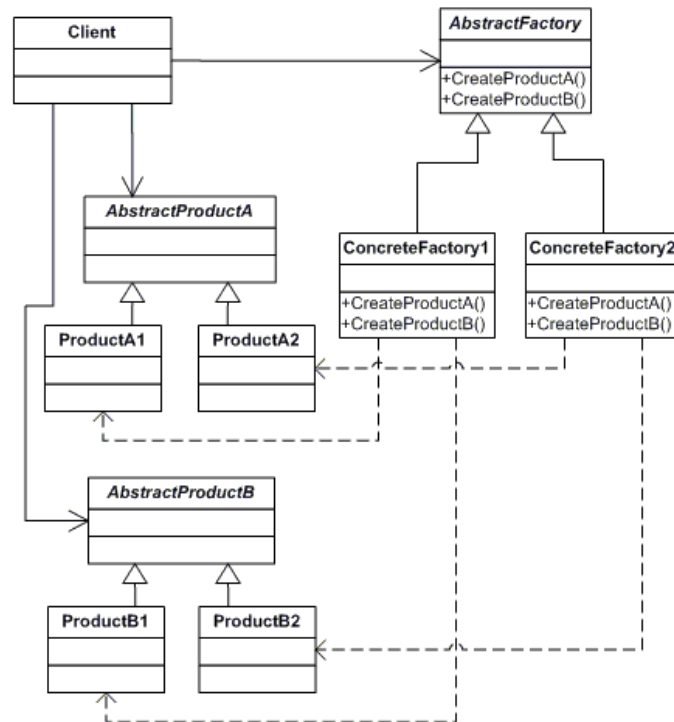 Client
AbstractFactory
+CreateProductA()
+CreateProductB()
AbstractProductA
ConcreteFactory1
+CreateProductA()
+CreateProductB()
ConcreteFactory2
+CreateProductA()
+CreateProductB()
ProductA1
ProductA2
AbstractProductB
ProductB1
ProductB2